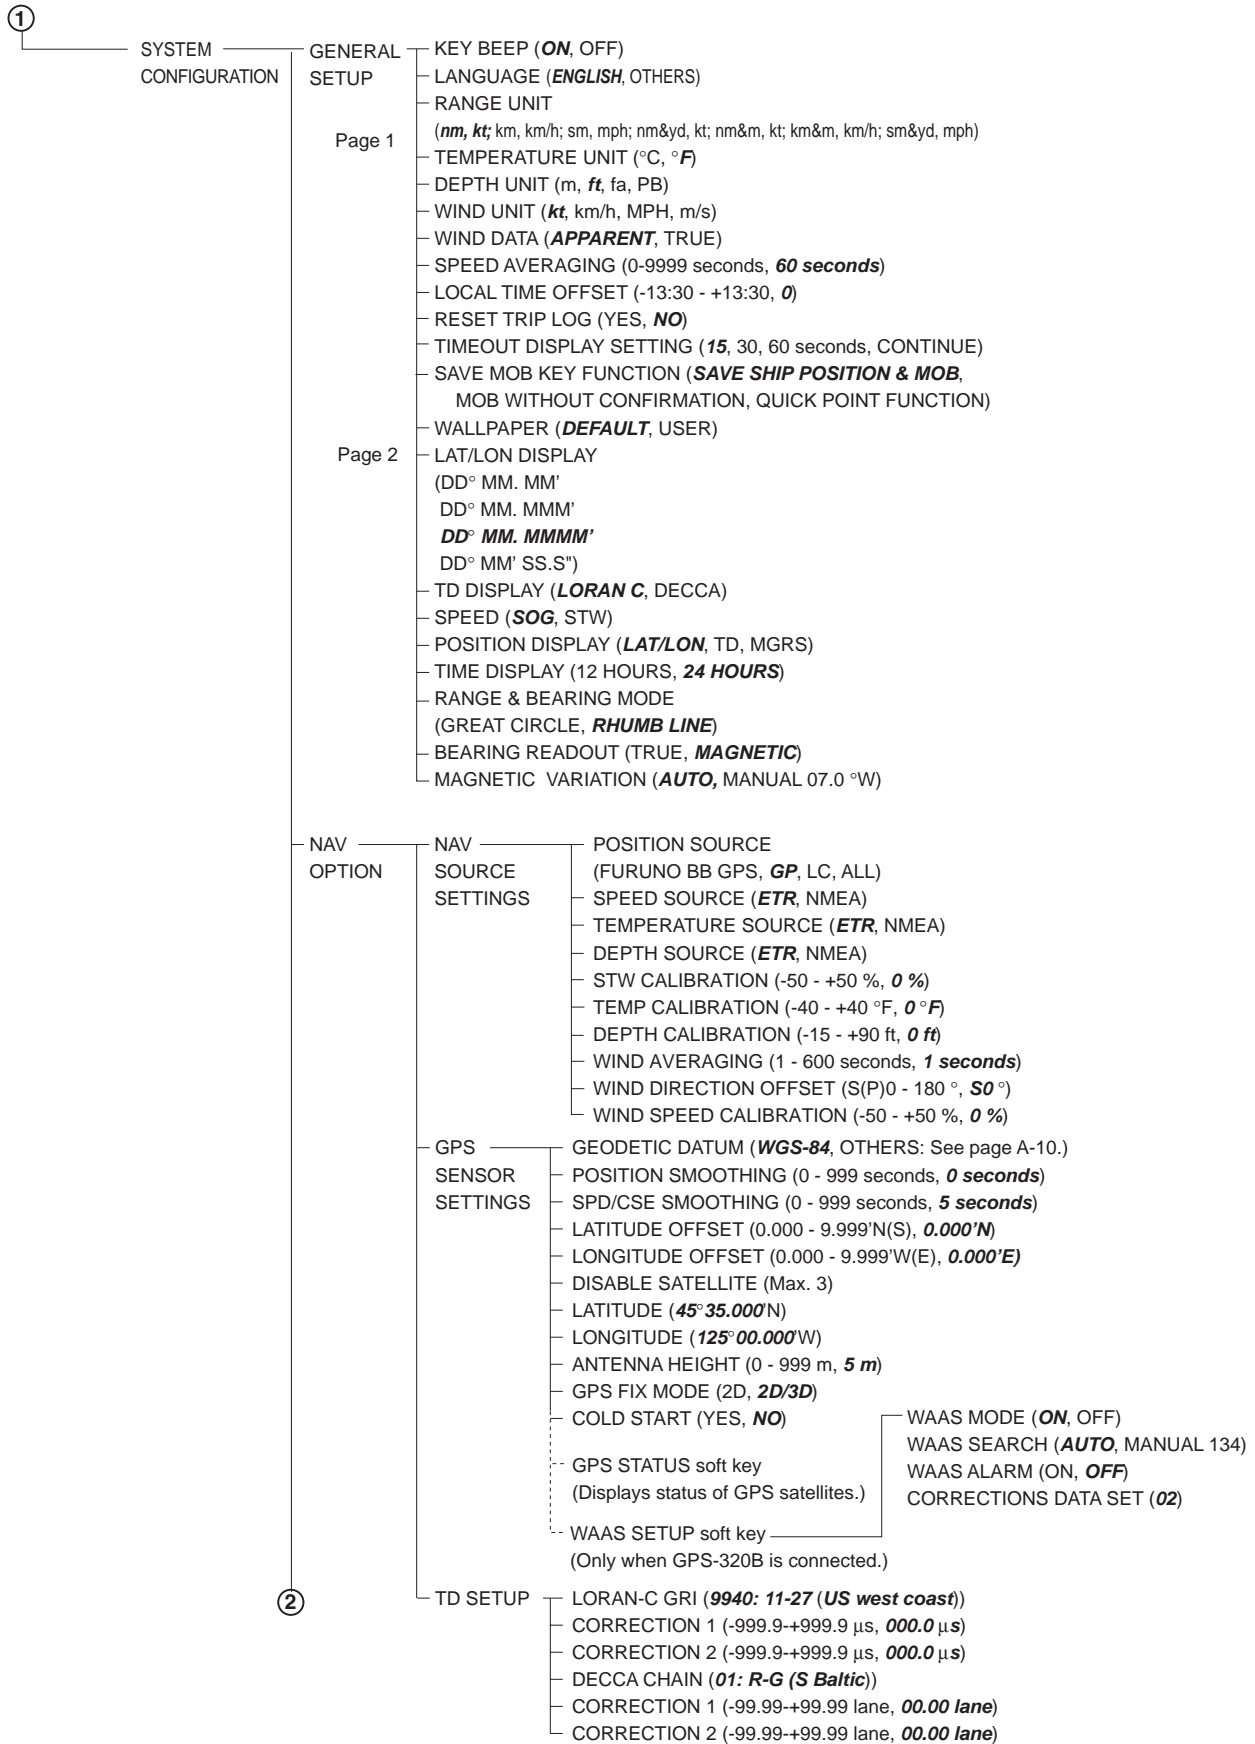 1
SYSTEM
CONFIGURATION
GENERAL
SETUP
Page 1
KEY BEEP (ON, OFF)
LANGUAGE (ENGLISH, OTHERS)
RANGE UNIT
(nm, kt; km, km/h; sm, mph; nm&yd, kt; nm&m, kt; km&m, km/h; sm&yd, mph)
TEMPERATURE UNIT (°C, °F)
DEPTH UNIT (m, ft, fa, PB)
WIND UNIT (kt, km/h, MPH, m/s)
WIND DATA (APPARENT, TRUE)
SPEED AVERAGING (0-9999 seconds, 60 seconds)
LOCAL TIME OFFSET (-13:30 - +13:30, 0)
RESET TRIP LOG (YES, NO)
TIMEOUT DISPLAY SETTING (15, 30, 60 seconds, CONTINUE)
SAVE MOB KEY FUNCTION (SAVE SHIP POSITION & MOB,
MOB WITHOUT CONFIRMATION, QUICK POINT FUNCTION)
WALLPAPER (DEFAULT, USER)
Page 2
LAT/LON DISPLAY
(DD° MM. MM’
DD° MM. MMM’
DD° MM. MMMM’
DD° MM’ SS.S")
TD DISPLAY (LORAN C, DECCA)
SPEED (SOG, STW)
POSITION DISPLAY (LAT/LON, TD, MGRS)
TIME DISPLAY (12 HOURS, 24 HOURS)
RANGE & BEARING MODE
(GREAT CIRCLE, RHUMB LINE)
BEARING READOUT (TRUE, MAGNETIC)
MAGNETIC VARIATION (AUTO, MANUAL 07.0 °W)
NAV
OPTION
NAV
SOURCE
SETTINGS
POSITION SOURCE
(FURUNO BB GPS, GP, LC, ALL)
SPEED SOURCE (ETR, NMEA)
TEMPERATURE SOURCE (ETR, NMEA)
DEPTH SOURCE (ETR, NMEA)
STW CALIBRATION (-50 - +50 %, 0 %)
TEMP CALIBRATION (-40 - +40 °F, 0 °F)
DEPTH CALIBRATION (-15 - +90 ft, 0 ft)
WIND AVERAGING (1 - 600 seconds, 1 seconds)
WIND DIRECTION OFFSET (S(P)0 - 180 °, S0 °)
WIND SPEED CALIBRATION (-50 - +50 %, 0 %)
GPS
SENSOR
SETTINGS
GEODETIC DATUM (WGS-84, OTHERS: See page A-10.)
POSITION SMOOTHING (0 - 999 seconds, 0 seconds)
SPD/CSE SMOOTHING (0 - 999 seconds, 5 seconds)
LATITUDE OFFSET (0.000 - 9.999’N(S), 0.000’N)
LONGITUDE OFFSET (0.000 - 9.999’W(E), 0.000’E)
DISABLE SATELLITE (Max. 3)
LATITUDE (45°35.000’N)
LONGITUDE (125°00.000’W)
ANTENNA HEIGHT (0 - 999 m, 5 m)
GPS FIX MODE (2D, 2D/3D)
COLD START (YES, NO)
GPS STATUS soft key
(Displays status of GPS satellites.)
WAAS SETUP soft key
(Only when GPS-320B is connected.)
WAAS MODE (ON, OFF)
WAAS SEARCH (AUTO, MANUAL 134)
WAAS ALARM (ON, OFF)
CORRECTIONS DATA SET (02)
2
TD SETUP
LORAN-C GRI (9940: 11-27 (US west coast))
CORRECTION 1 (-999.9-+999.9 µs, 000.0 µs)
CORRECTION 2 (-999.9-+999.9 µs, 000.0 µs)
DECCA CHAIN (01: R-G (S Baltic))
CORRECTION 1 (-99.99-+99.99 lane, 00.00 lane)
CORRECTION 2 (-99.99-+99.99 lane, 00.00 lane)